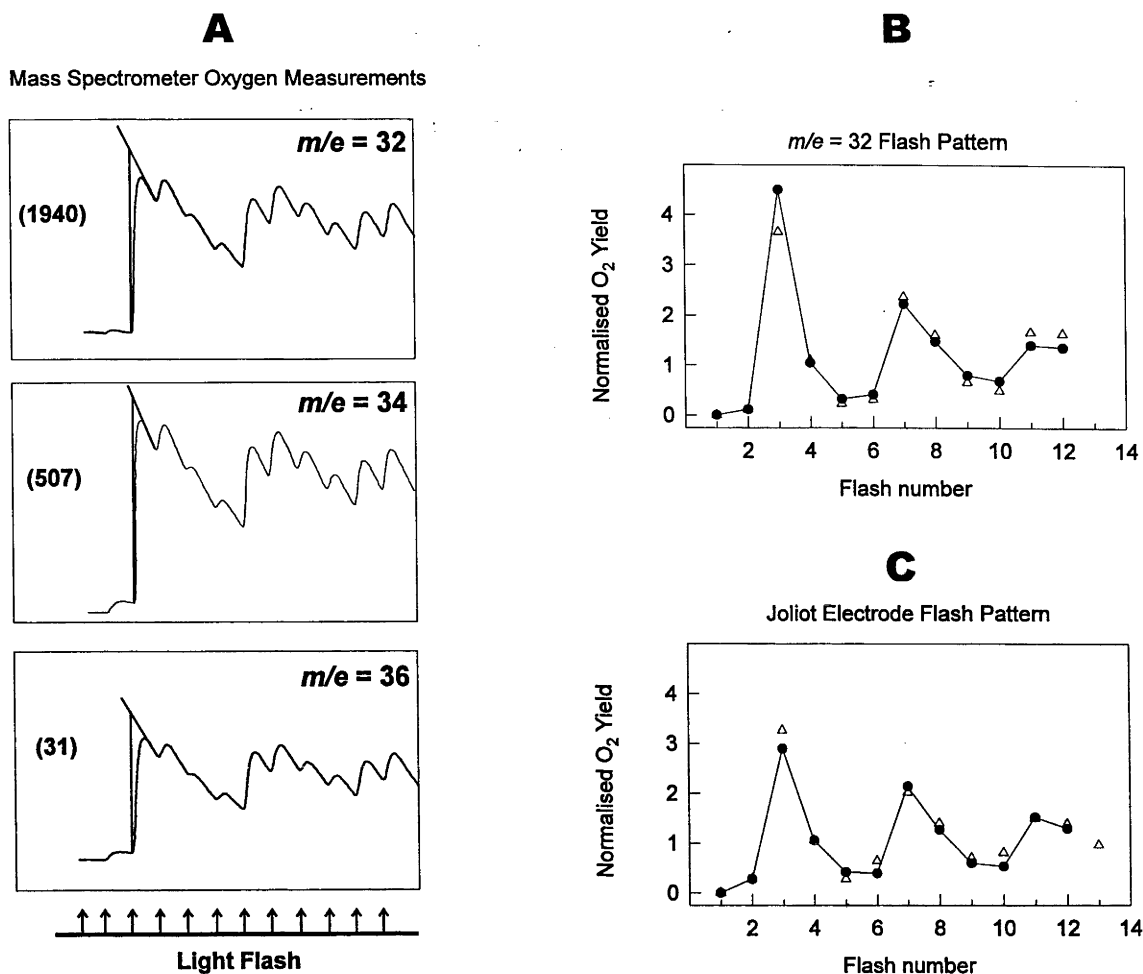 A
Mass Spectrometer Oxygen Measurements
m/e = 32
(1940)
m/e = 34
(507)
m/e = 36
(31)
Light Flash
B
m/e = 32 Flash Pattern
Normalised O₂ Yield
4
3
2
1
0
2 4 6 8 10 12 14
Flash number
C
Joliot Electrode Flash Pattern
Normalised O₂ Yield
4
3
2
1
0
2 4 6 8 10 12 14
Flash number